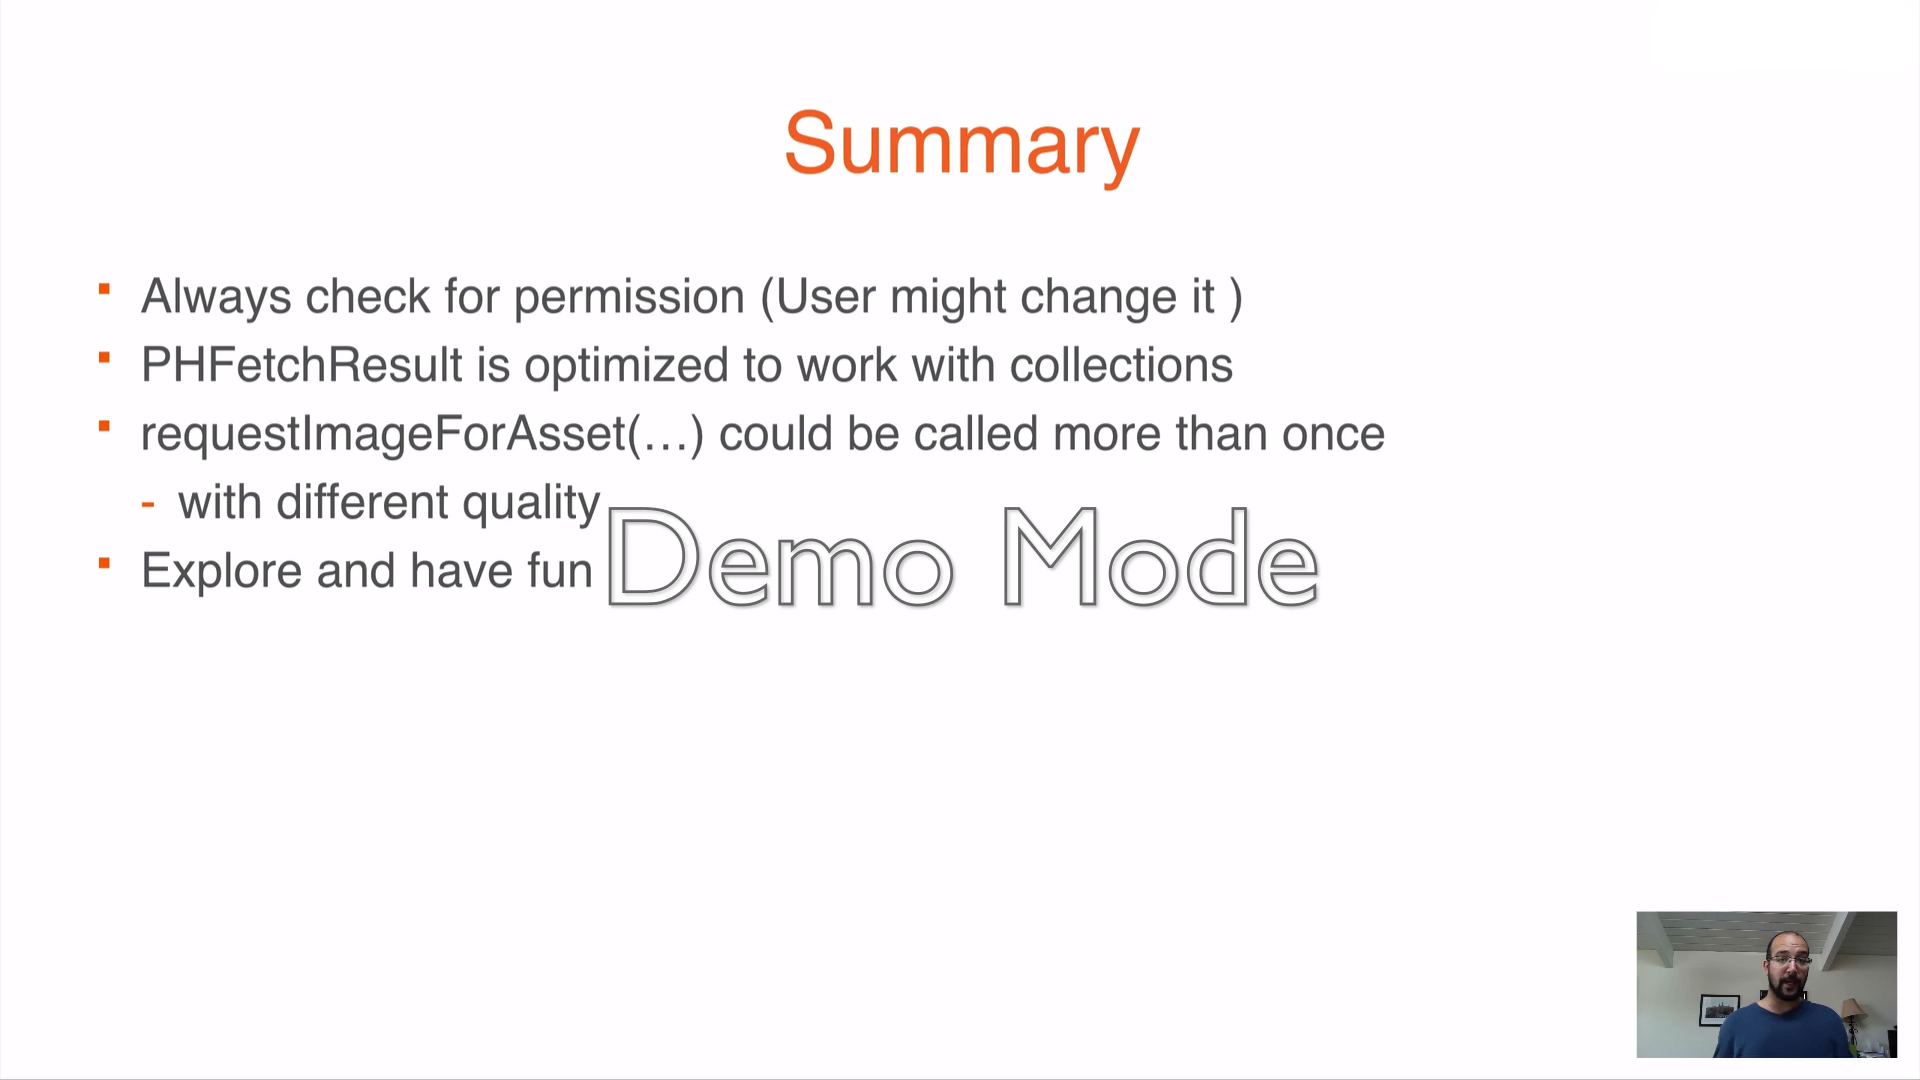 Summary
Always check for permission (User might change it )
PHFetchResult is optimized to work with collections
requestImageForAsset(…) could be called more than once
- with different quality
Explore and have fun
Demo Mode